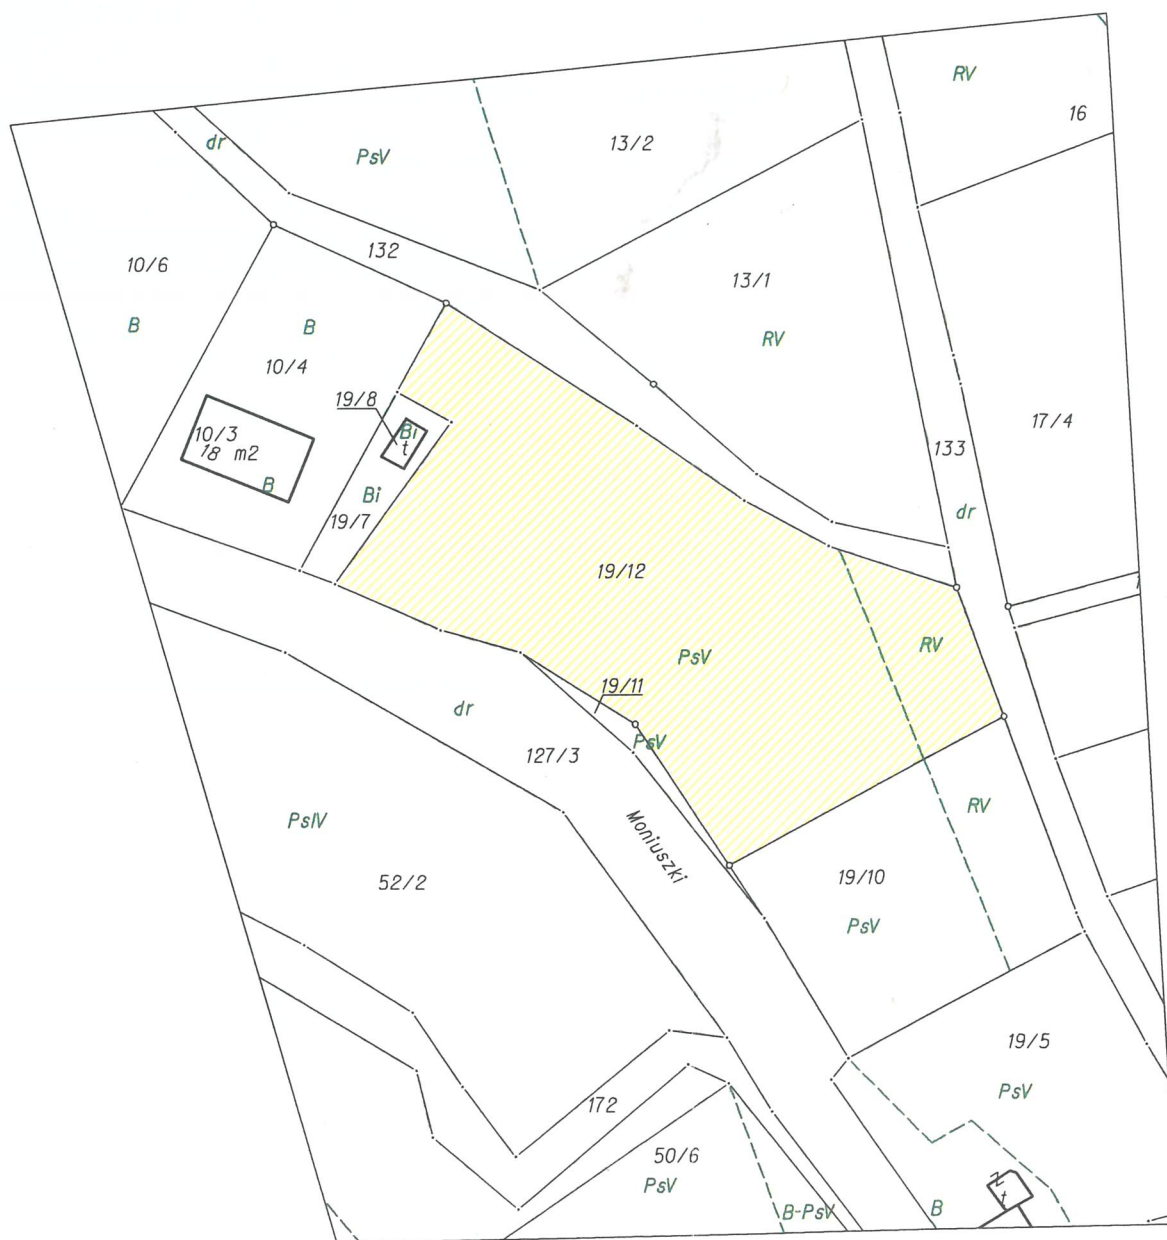 RV
16
dr
PsV
13/2
132
10/6
13/1
B
B
RV
10/4
19/8
17/4
10/3
18 m2
Bi
t
133
B
Bi
dr
19/7
19/12
RV
PsV
19/11
dr
PsV
127/3
RV
PsIV
Moniuszki
52/2
19/10
PsV
19/5
PsV
172
50/6
PsV
z
t
B-PsV
B